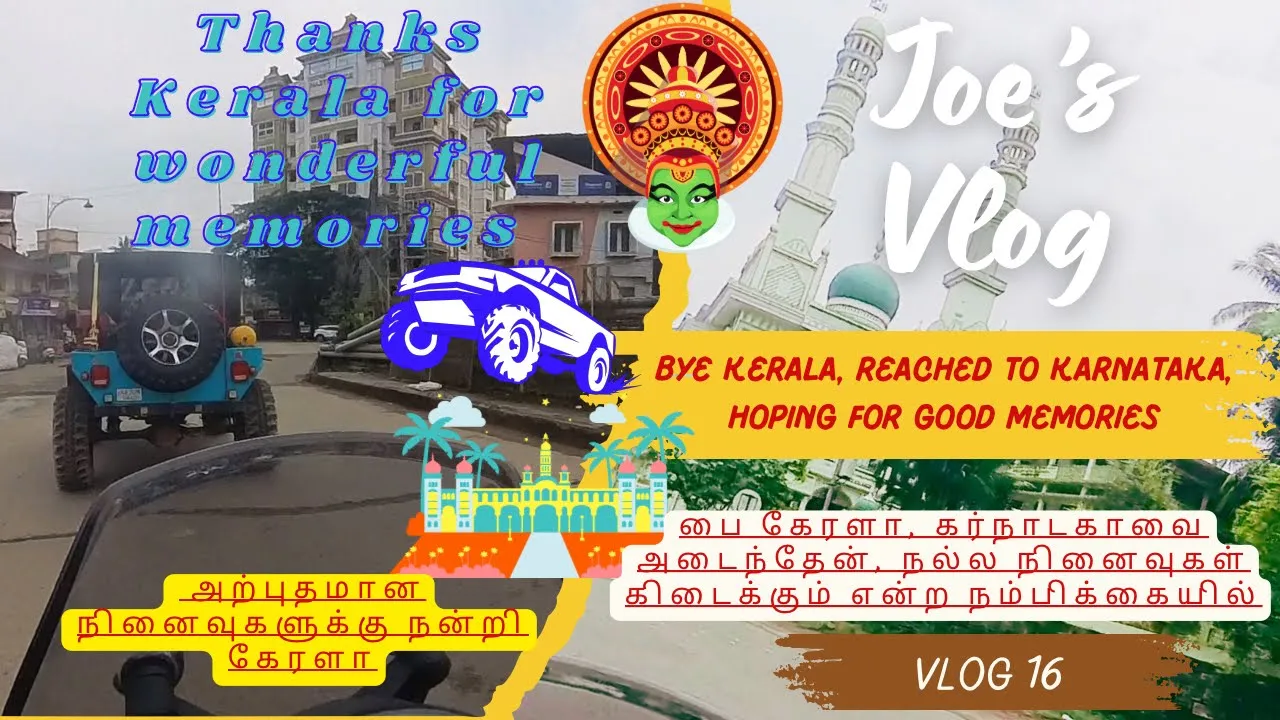 Thanks
Kerala for
wonderful
memories
Joe's
Vlog
BYE KERALA, REACHED TO KARNATAKA,
HOPING FOR GOOD MEMORIES
பை கேரளா, கர்நாடகாவை
அடைந்தேன், நல்ல நினைவுகள்
கிடைக்கும் என்ற நம்பிக்கையில்
அற்புதமான
நினைவுகளுக்கு நன்றி
கேரளா
VLOG 16